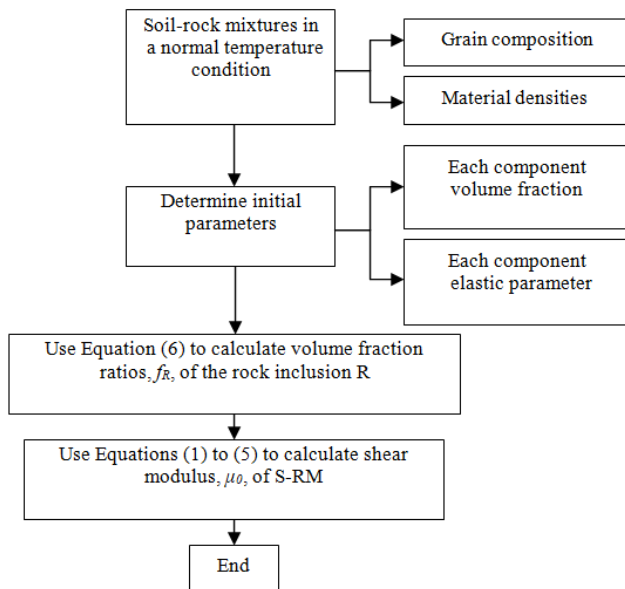 Soil-rock mixtures in
a normal temperature
condition
Grain composition
Material densities
Determine initial
parameters
Each component
volume fraction
Each component
elastic parameter
Use Equation (6) to calculate volume fraction
ratios, fR, of the rock inclusion R
Use Equations (1) to (5) to calculate shear
modulus, μ0, of S-RM
End